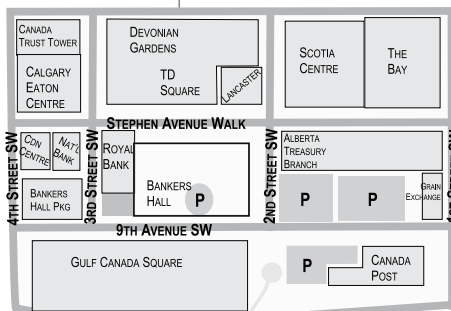 CANADA
TRUST TOWER
CALGARY
EATON
CENTRE
DEVONIAN
GARDENS
TD
SQUARE
LANCASTER
SCOTIA
CENTRE
THE
BAY
STEPHEN AVENUE WALK
4TH STREET SW
CDN
CENTRE
NAT'L
BANK
BANKERS
HALL PKG
3RD STREET SW
ROYAL
BANK
BANKERS
HALL
P
2ND STREET SW
ALBERTA
TREASURY
BRANCH
P
P
GRAIN
EXCHANGE
9TH AVENUE SW
GULF CANADA SQUARE
P
CANADA
POST